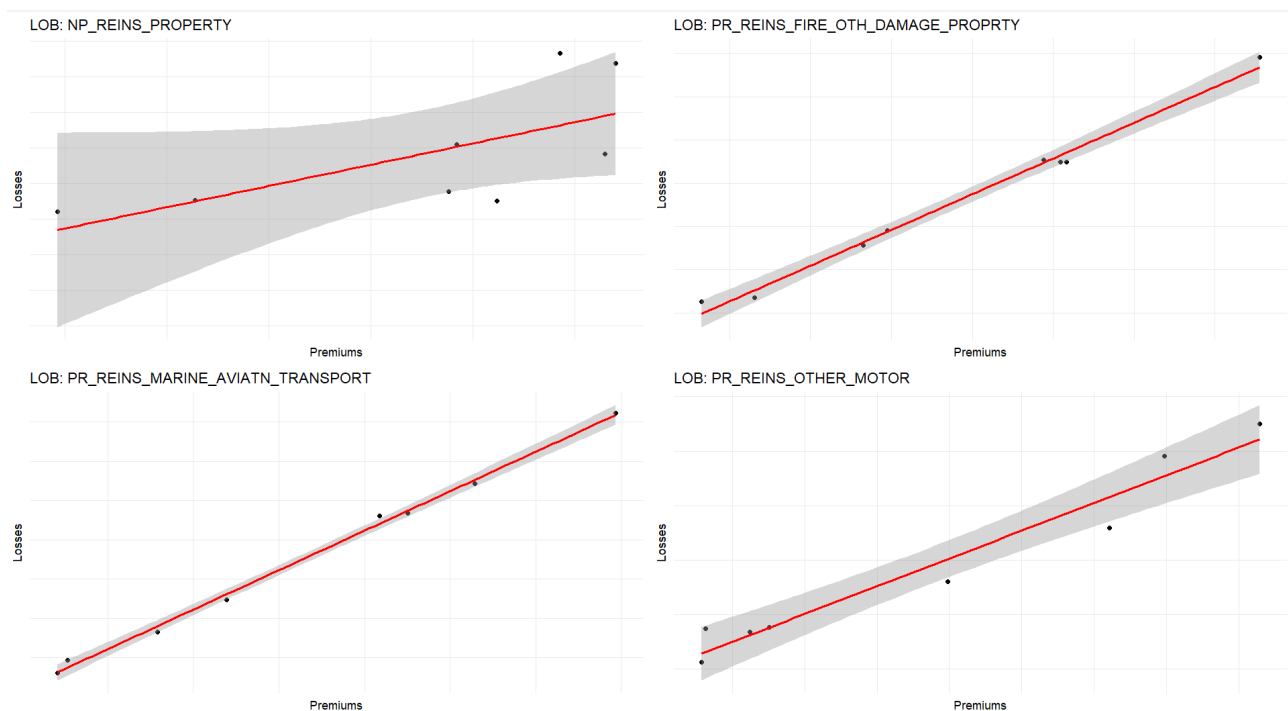 LOB: NP_REINS_PROPERTY
Losses
Premiums
LOB: PR_REINS_FIRE_OTH_DAMAGE_PROPRTY
Losses
Premiums
LOB: PR_REINS_MARINE_AVIATN_TRANSPORT
Losses
Premiums
LOB: PR_REINS_OTHER_MOTOR
Losses
Premiums